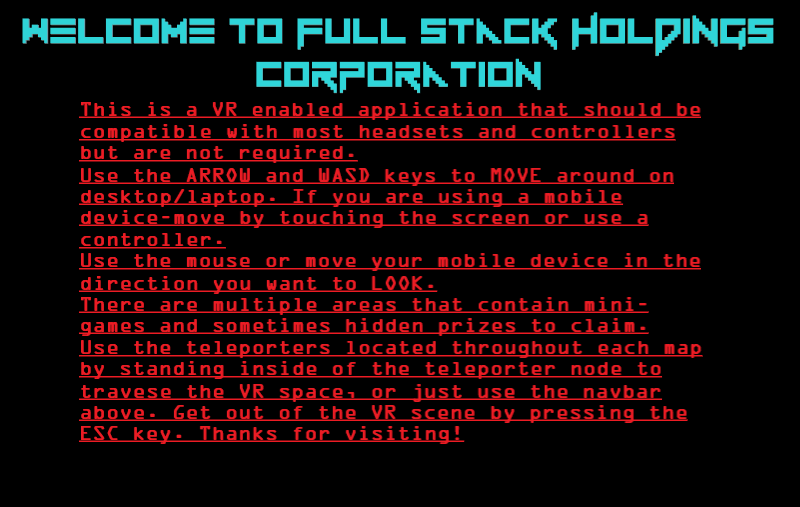 WELCOME TO FULL STACK HOLDINGS
CORPORATION
This is a VR enabled application that should be
compatible with most headsets and controllers
but are not required.
Use the ARROW and WASD keys to MOVE around on
desktop/laptop. If you are using a mobile
device-move by touching the screen or use a
controller.
Use the mouse or move your mobile device in the
direction you want to LOOK.
There are multiple areas that contain mini-
games and sometimes hidden prizes to claim.
Use the teleporters located throughout each map
by standing inside of the teleporter node to
travese the VR space, or just use the navbar
above. Get out of the VR scene by pressing the
ESC key. Thanks for visiting!